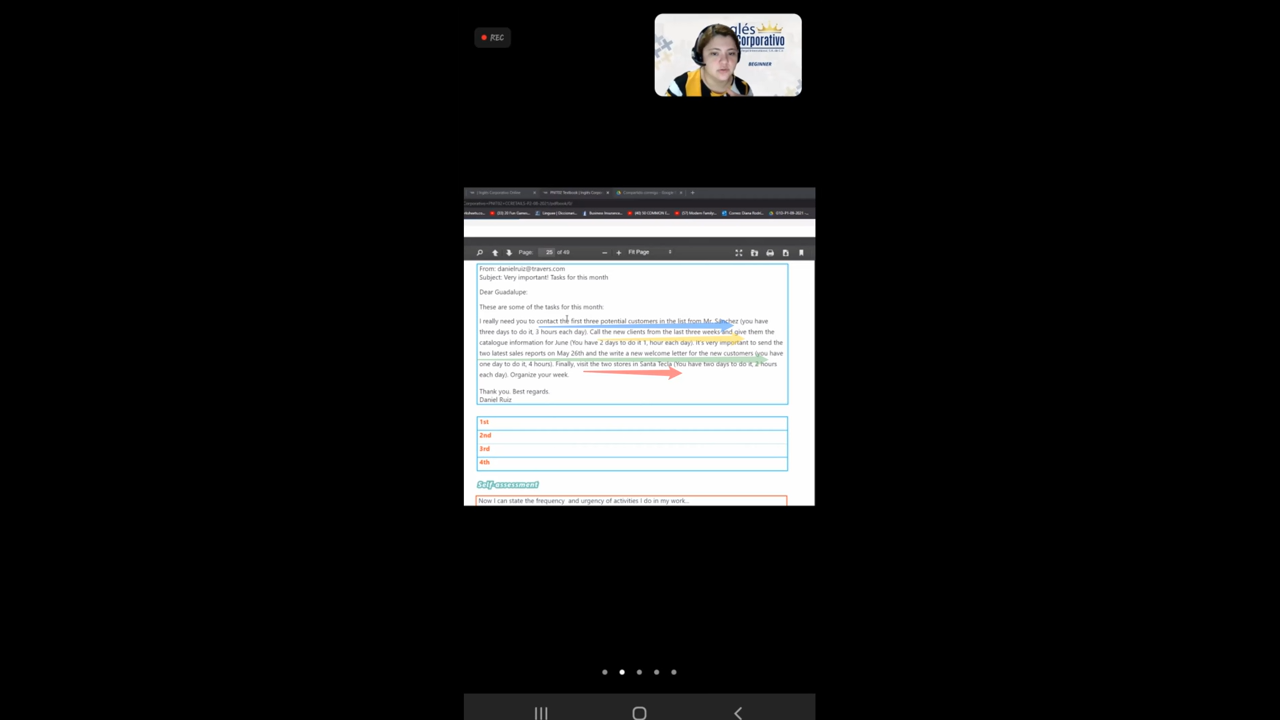 REC
glés
Corporativo
BEGINNER
Page: 25 of 49
Fit Page
From: danielruiz@travers.com
Subject: Very important! Tasks for this month
Dear Guadalupe:
These are some of the tasks for this month:
I really need you to contact the first three potential customers in the list from Mr. Sánchez (you have
three days to do it, 3 hours each day). Call the new clients from the last three weeks and give them the
catalogue information for June (You have 2 days to do it 1, hour each day). It's very important to send the
two latest sales reports on May 26th and the write a new welcome letter for the new customers (you have
one day to do it, 4 hours). Finally, visit the two stores in Santa Tecla (You have two days to do it, 2 hours
each day). Organize your week.
Thank you. Best regards.
Daniel Ruiz
1st
2nd
3rd
4th
Self-assessment
Now I can state the frequency and urgency of activities I do in my work...